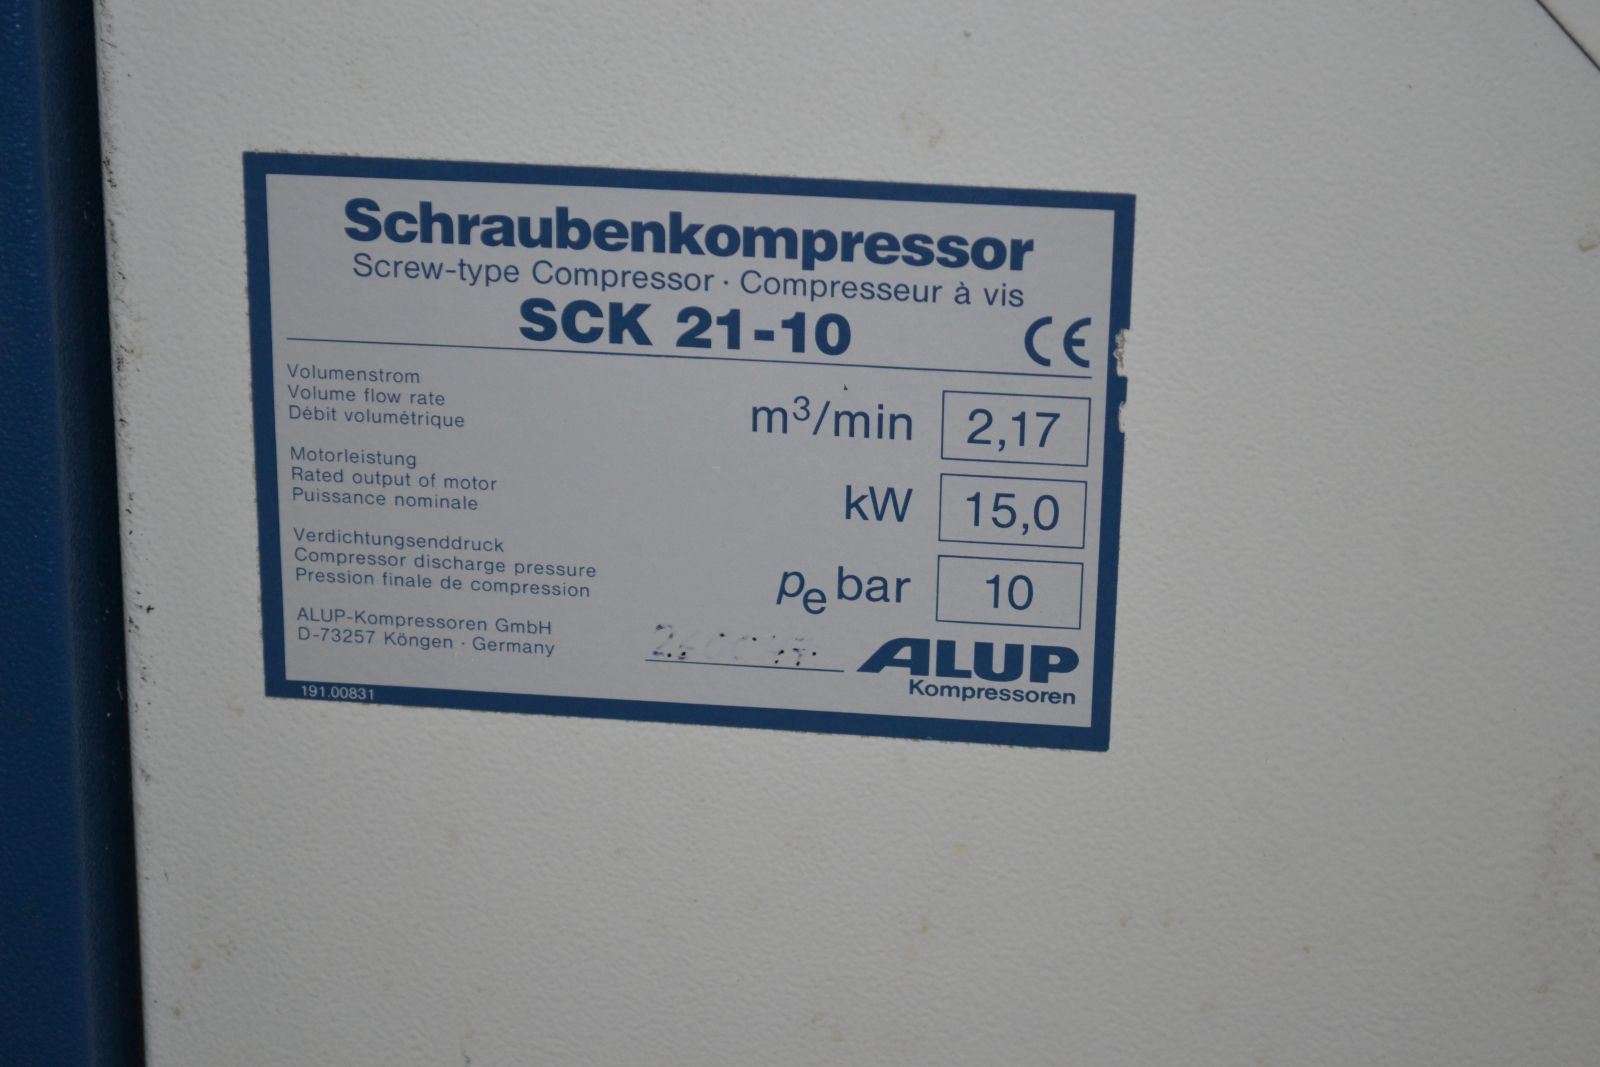 Schraubenkompressor
Screw-type Compressor · Compresseur à vis
SCK 21-10 CE
Volumenstrom
Volume flow rate
Débit volumétrique
m³/min 2,17
Motorleistung
Rated output of motor
Puissance nominale
kW 15,0
Verdichtungsenddruck
Compressor discharge pressure
Pression finale de compression
pe bar 10
ALUP-Kompressoren GmbH
D-73257 Köngen · Germany
ALUP
Kompressoren
191.00831